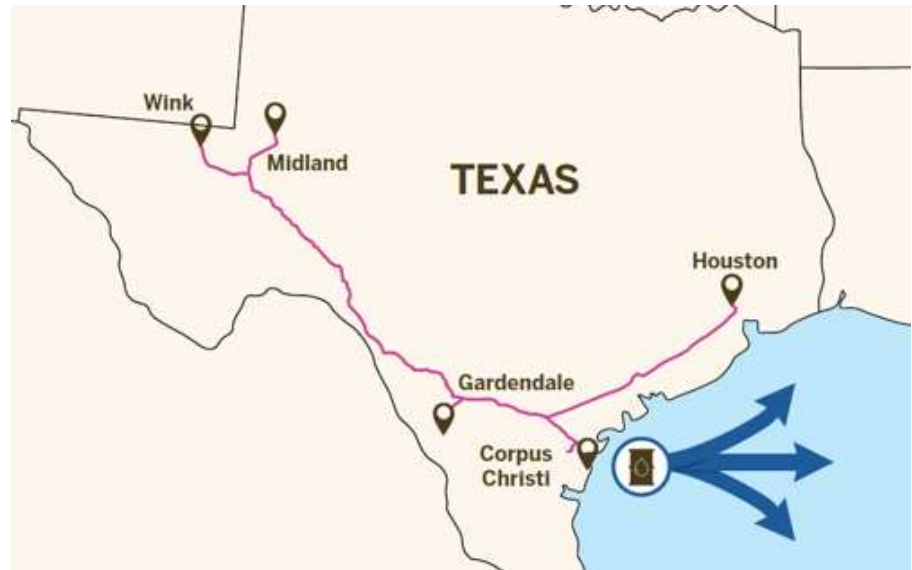 Wink
Midland
TEXAS
Houston
Gardendale
Corpus
Christi